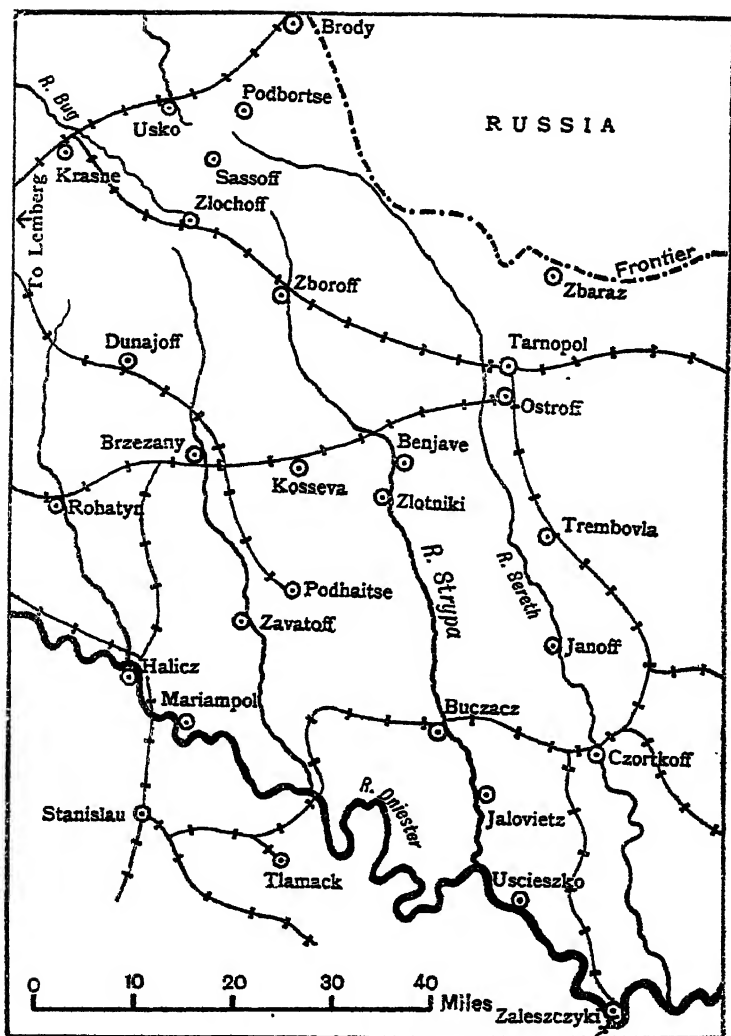 Brody
R. Bug
Podbortse
Usko
RUSSIA
Krasne
Sassoff
Zlochoff
To Lemberg
Frontier
Zbaraz
Zboroff
Dunajoff
Tarnopol
Ostroff
Brzezany
Benjave
Kosseva
Zlotniki
Rohatyn
Trembovla
R. Strypa
R. Sereth
Podhaitse
Zavatoff
Janoff
Halicz
Mariampol
Buczacz
Czortkoff
R. Dniester
Stanislau
Jalovietz
Tlamack
Uscieszko
0 10 20 30 40 Miles
Zaleszczyki